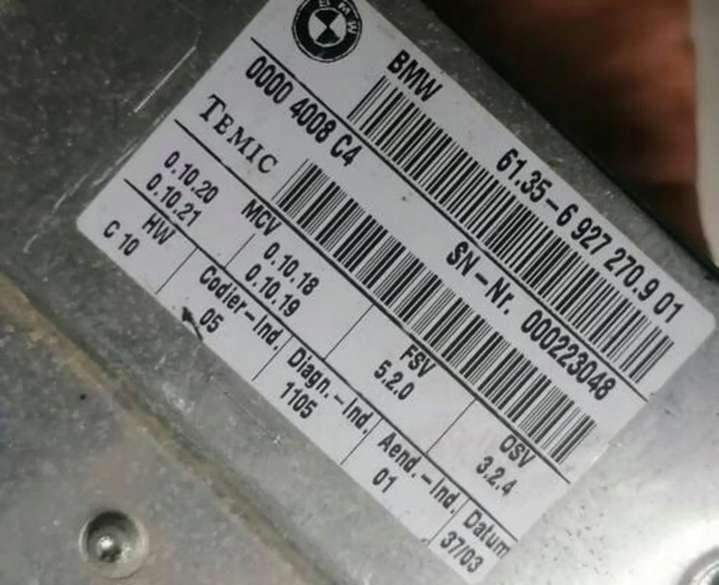 BMW
BMW 61.35-6 927 270.9 01
0000 4008 C4
TEMIC SN-Nr. 000223048
0.10.20 MCV 0.10.18 FSV OSV
0.10.21 0.10.19 5.2.0 3.2.4
HW Codier-Ind. Diagn.-Ind. Aend.-Ind. Datum
C 10 05 1105 01 37/03